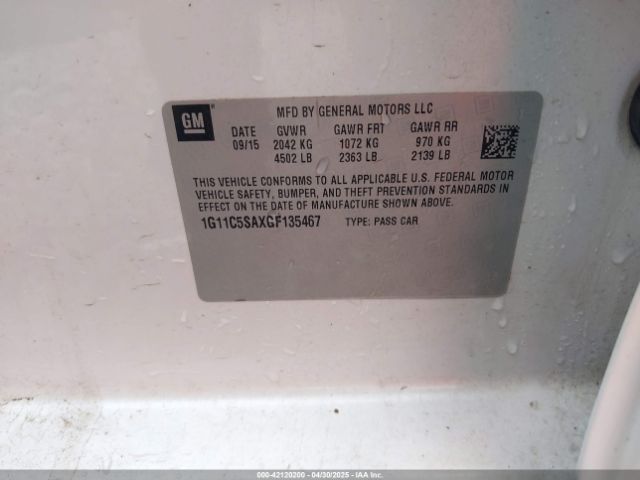 GM
MFD BY GENERAL MOTORS LLC
DATE GVWR GAWR FRT GAWR RR
09/15 2042 KG 1072 KG 970 KG
4502 LB 2363 LB 2139 LB
THIS VEHICLE CONFORMS TO ALL APPLICABLE U.S. FEDERAL MOTOR
VEHICLE SAFETY, BUMPER, AND THEFT PREVENTION STANDARDS IN
EFFECT ON THE DATE OF MANUFACTURE SHOWN ABOVE.
1G11C5SAXGF135467 TYPE: PASS CAR
000-42120200 - 04/30/2025 - IAAI.COM